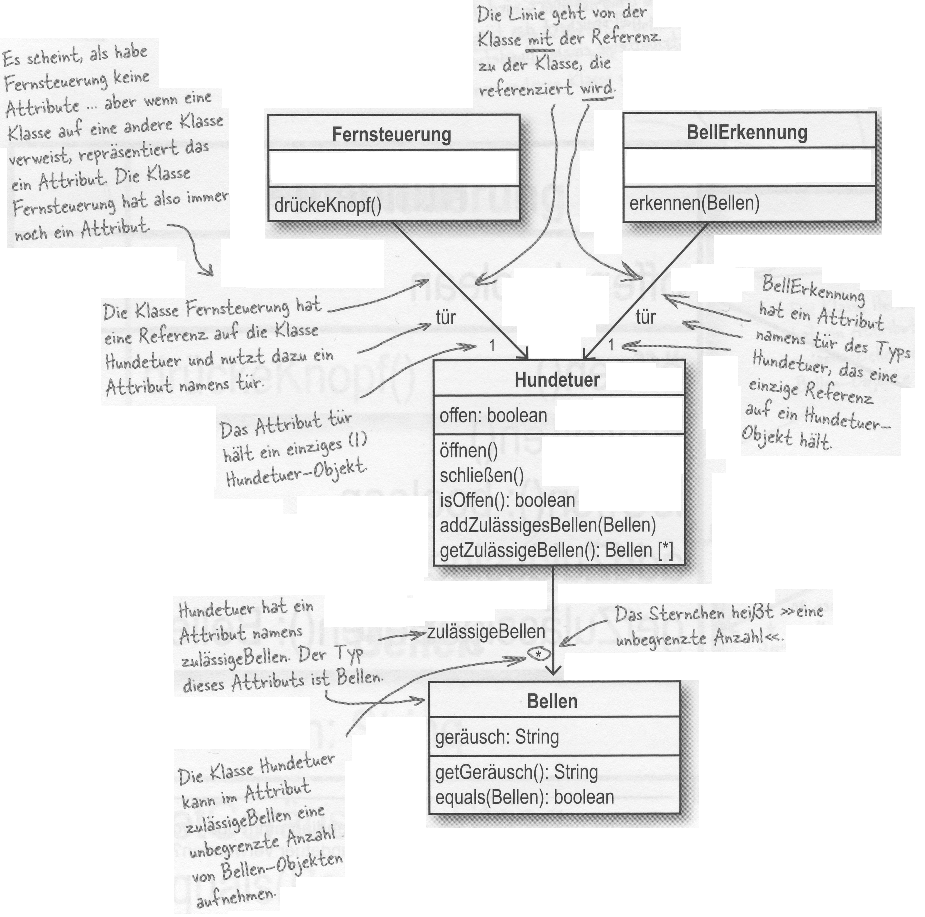 Die Linie geht von der
Klasse mit der Referenz
zu der Klasse, die
referenziert wird.
Es scheint, als habe
Fernsteuerung keine
Attribute ... aber wenn eine
Klasse auf eine andere Klasse
verweist, repräsentiert das
ein Attribut. Die Klasse
Fernsteuerung hat also immer
noch ein Attribut.
Fernsteuerung
drückeKnopf()
BellErkennung
erkennen(Bellen)
Die Klasse Fernsteuerung hat
eine Referenz auf die Klasse
Hundetuer und nutzt dazu ein
Attribut namens tür.
tür
1
tür
1
BellErkennung
hat ein Attribut
namens tür des Typs
Hundetuer, das eine
einzige Referenz
auf ein Hundetuer-
Objekt hält.
Das Attribut tür
hält ein einziges (1)
Hundetuer-Objekt.
Hundetuer
offen: boolean
öffnen()
schließen()
isOffen(): boolean
addZulässigesBellen(Bellen)
getZulässigeBellen(): Bellen [*]
Hundetuer hat ein
Attribut namens
zulässigeBellen. Der Typ
dieses Attributs ist Bellen.
zulässigeBellen
*
Das Sternchen heißt »eine
unbegrenzte Anzahl«.
Bellen
geräusch: String
getGeräusch(): String
equals(Bellen): boolean
Die Klasse Hundetuer
kann im Attribut
zulässigeBellen eine
unbegrenzte Anzahl
von Bellen-Objekten
aufnehmen.